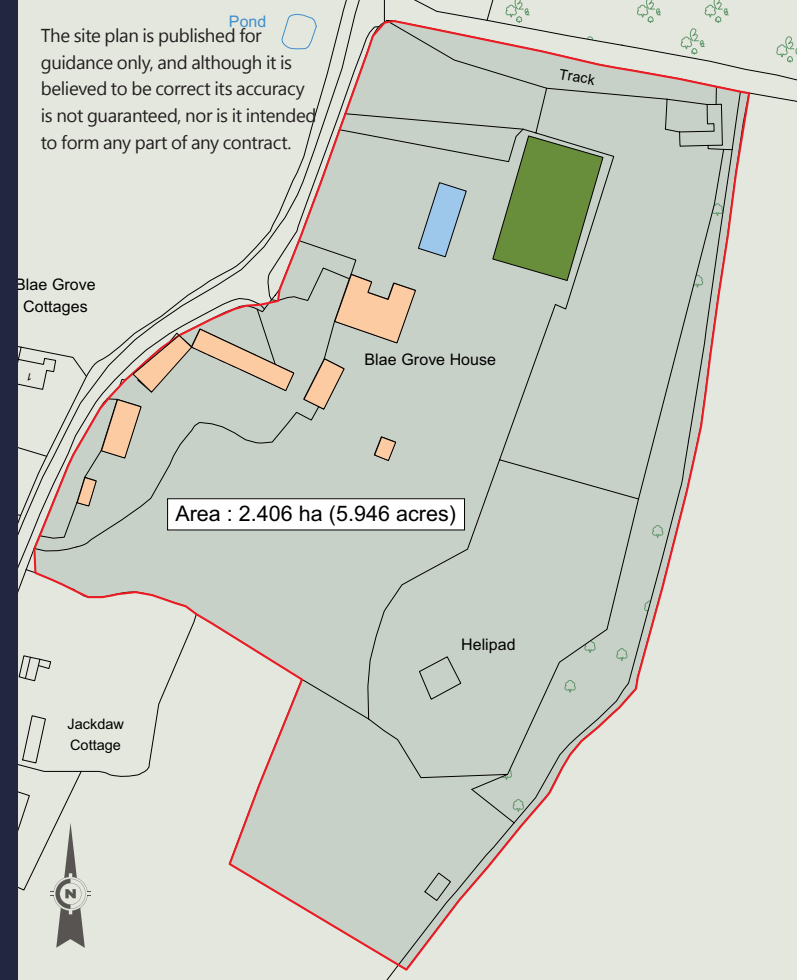 Pond
The site plan is published for
guidance only, and although it is
believed to be correct its accuracy
is not guaranteed, nor is it intended
to form any part of any contract.
Track
Blae Grove
Cottages
1
Blae Grove House
Area : 2.406 ha (5.946 acres)
Helipad
Jackdaw
Cottage
N